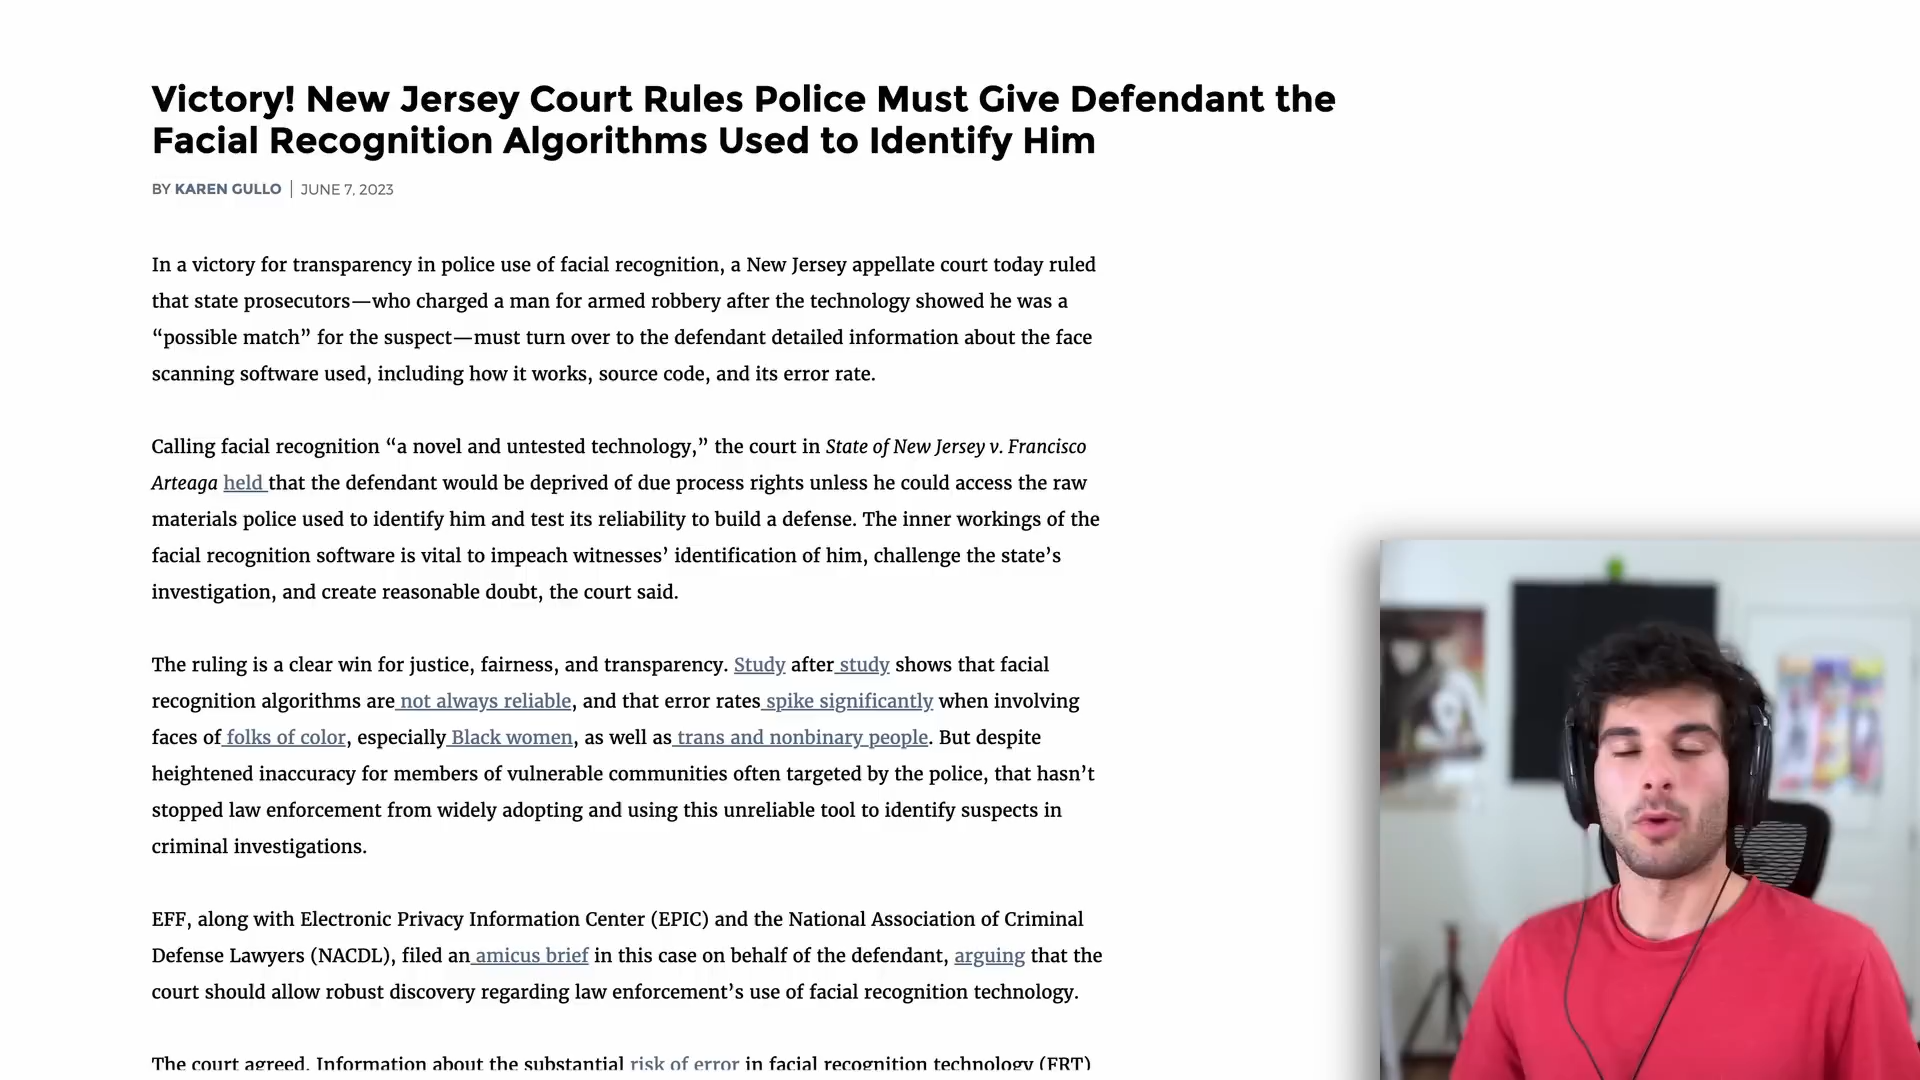 Victory! New Jersey Court Rules Police Must Give Defendant the
Facial Recognition Algorithms Used to Identify Him
BY KAREN GULLO | JUNE 7, 2023
In a victory for transparency in police use of facial recognition, a New Jersey appellate court today ruled
that state prosecutors—who charged a man for armed robbery after the technology showed he was a
“possible match” for the suspect—must turn over to the defendant detailed information about the face
scanning software used, including how it works, source code, and its error rate.
Calling facial recognition “a novel and untested technology,” the court in State of New Jersey v. Francisco
Arteaga held that the defendant would be deprived of due process rights unless he could access the raw
materials police used to identify him and test its reliability to build a defense. The inner workings of the
facial recognition software is vital to impeach witnesses’ identification of him, challenge the state’s
investigation, and create reasonable doubt, the court said.
The ruling is a clear win for justice, fairness, and transparency. Study after study shows that facial
recognition algorithms are not always reliable, and that error rates spike significantly when involving
faces of folks of color, especially Black women, as well as trans and nonbinary people. But despite
heightened inaccuracy for members of vulnerable communities often targeted by the police, that hasn’t
stopped law enforcement from widely adopting and using this unreliable tool to identify suspects in
criminal investigations.
EFF, along with Electronic Privacy Information Center (EPIC) and the National Association of Criminal
Defense Lawyers (NACDL), filed an amicus brief in this case on behalf of the defendant, arguing that the
court should allow robust discovery regarding law enforcement’s use of facial recognition technology.
The court agreed. Information about the substantial risk of error in facial recognition technology (FRT)